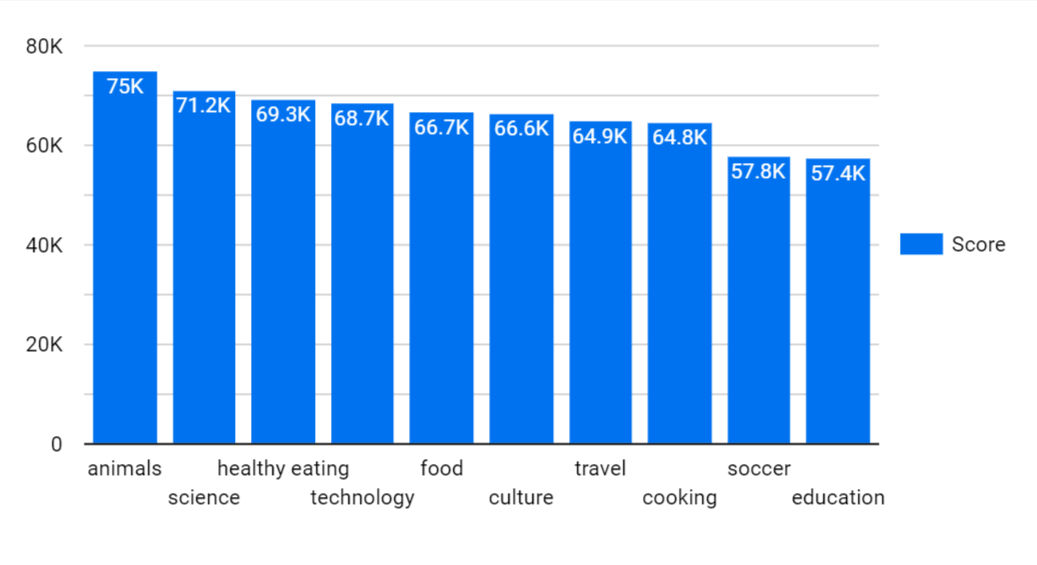 80K
60K
40K
20K
0
75K
71.2K
69.3K
68.7K
66.7K
66.6K
64.9K
64.8K
57.8K
57.4K
Score
animals
science
healthy eating
technology
food
culture
travel
cooking
soccer
education